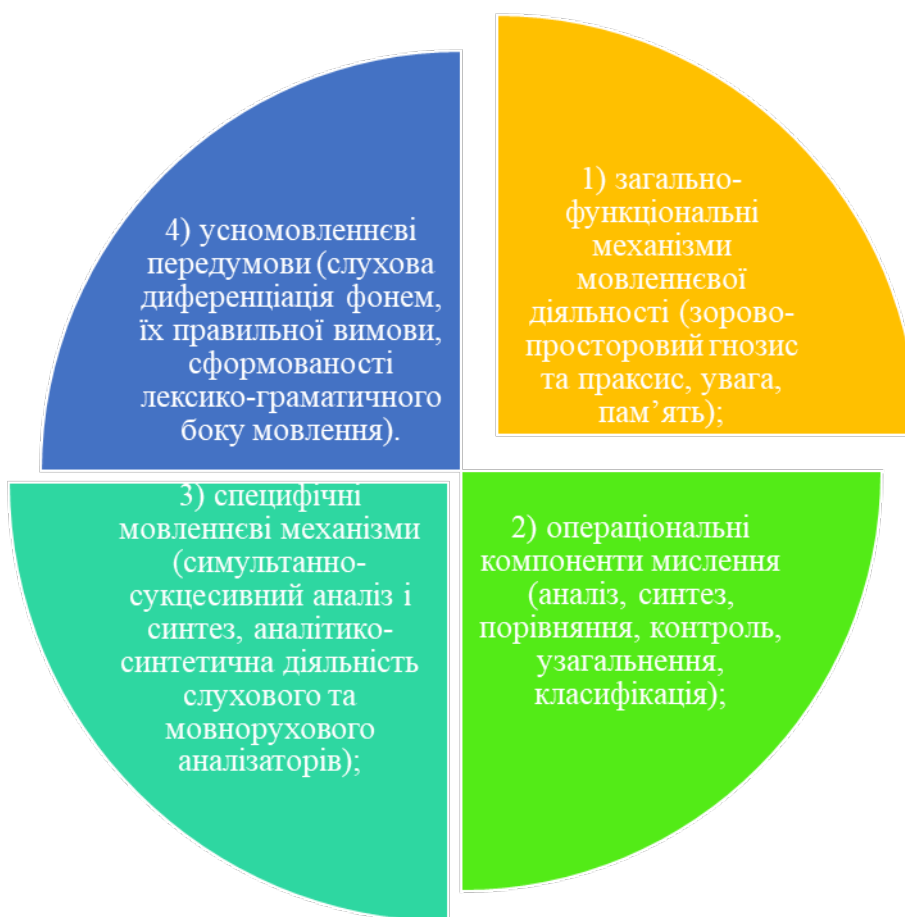 1) загально-
функціональні
механізми
мовленнєвої
діяльності (зорово-
просторовий гнозис
та праксис, увага,
пам’ять);
2) операціональні
компоненти мислення
(аналіз, синтез,
порівняння, контроль,
узагальнення,
класифікація);
3) специфічні
мовленнєві механізми
(симультанно-
сукцесивний аналіз і
синтез, аналітико-
синтетична діяльність
слухового та
мовнорухового
аналізаторів);
4) усномовленнєві
передумови (слухова
диференціація фонем,
їх правильної вимови,
сформованості
лексико-граматичного
боку мовлення).